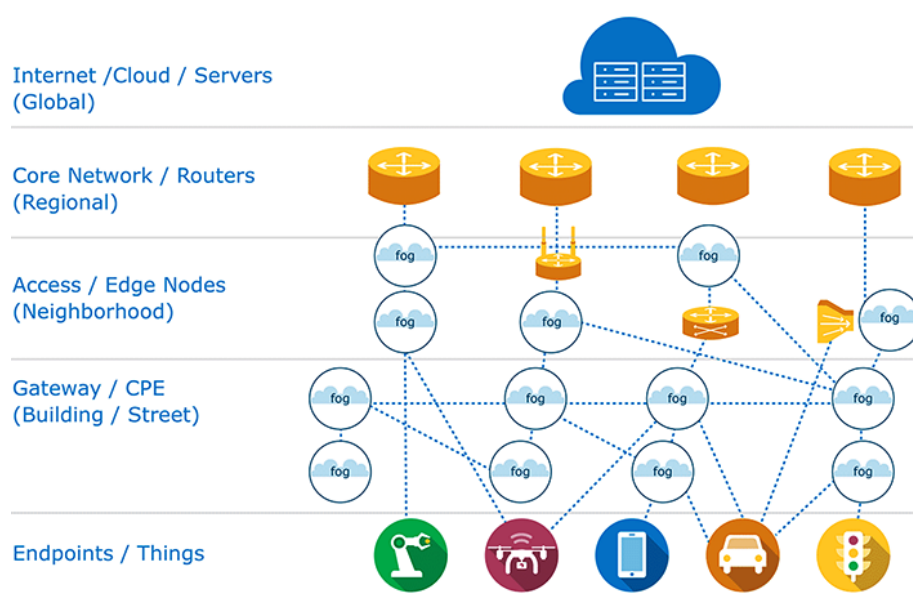 Internet /Cloud / Servers
(Global)
Core Network / Routers
(Regional)
fog
fog
Access / Edge Nodes
(Neighborhood)
fog
fog
fog
Gateway / CPE
(Building / Street)
fog
fog
fog
fog
fog
fog
fog
fog
Endpoints / Things